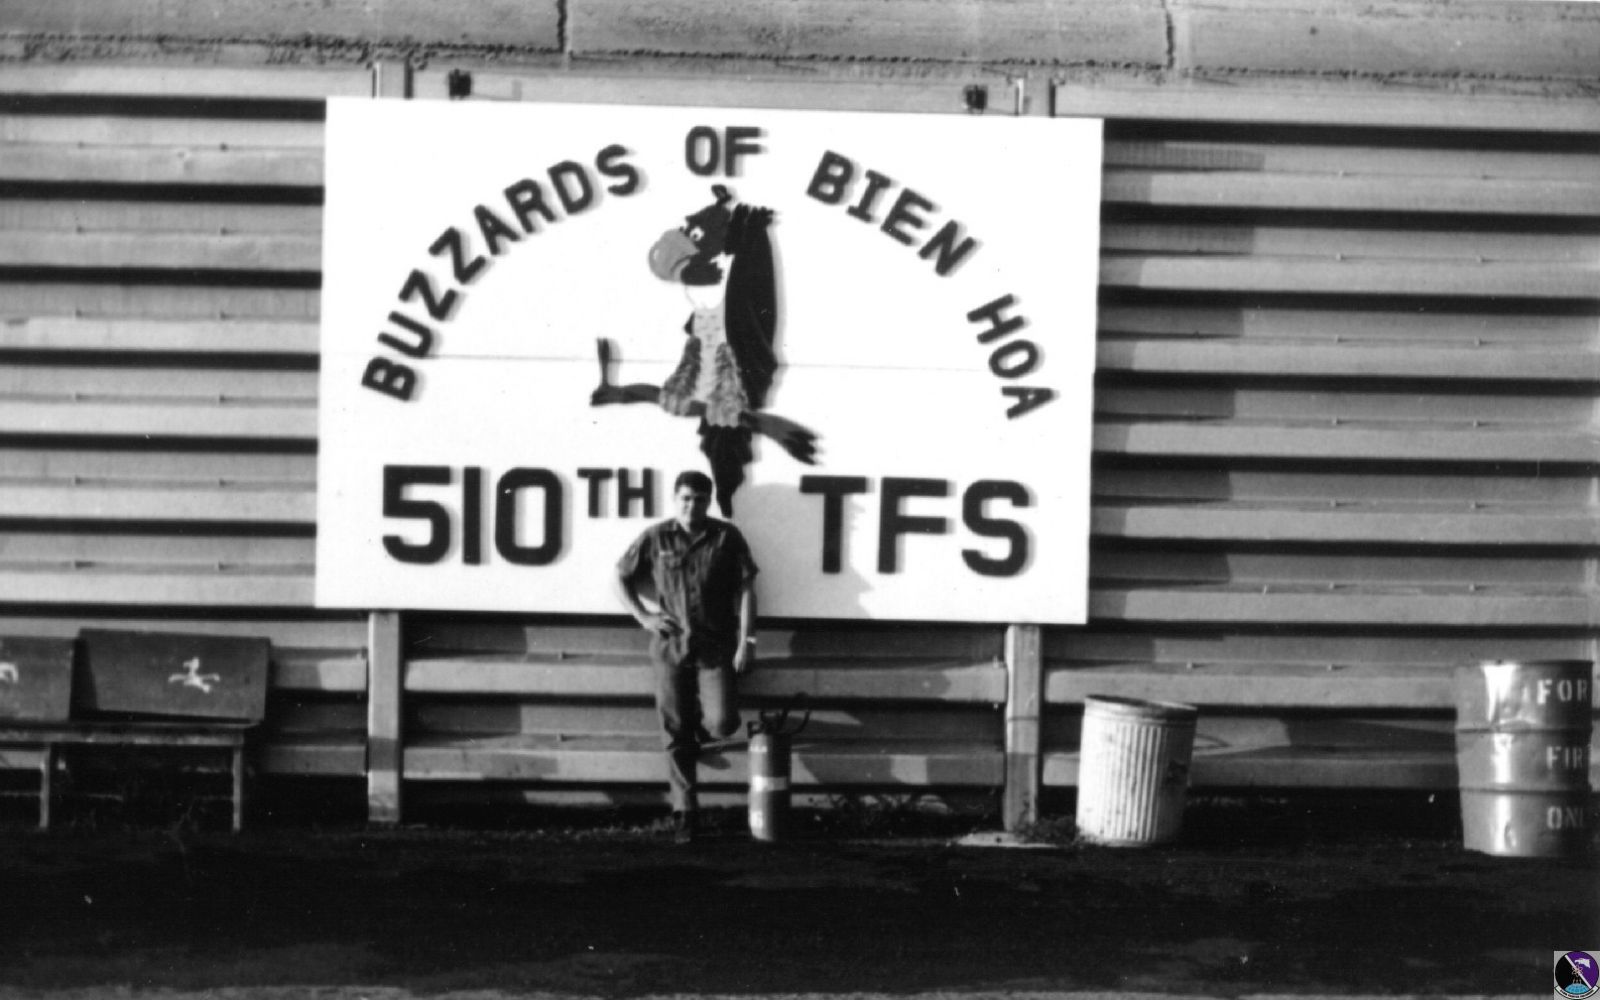 BUZZARDS OF BIEN HOA
510TH TFS
FOR
FIR
ON